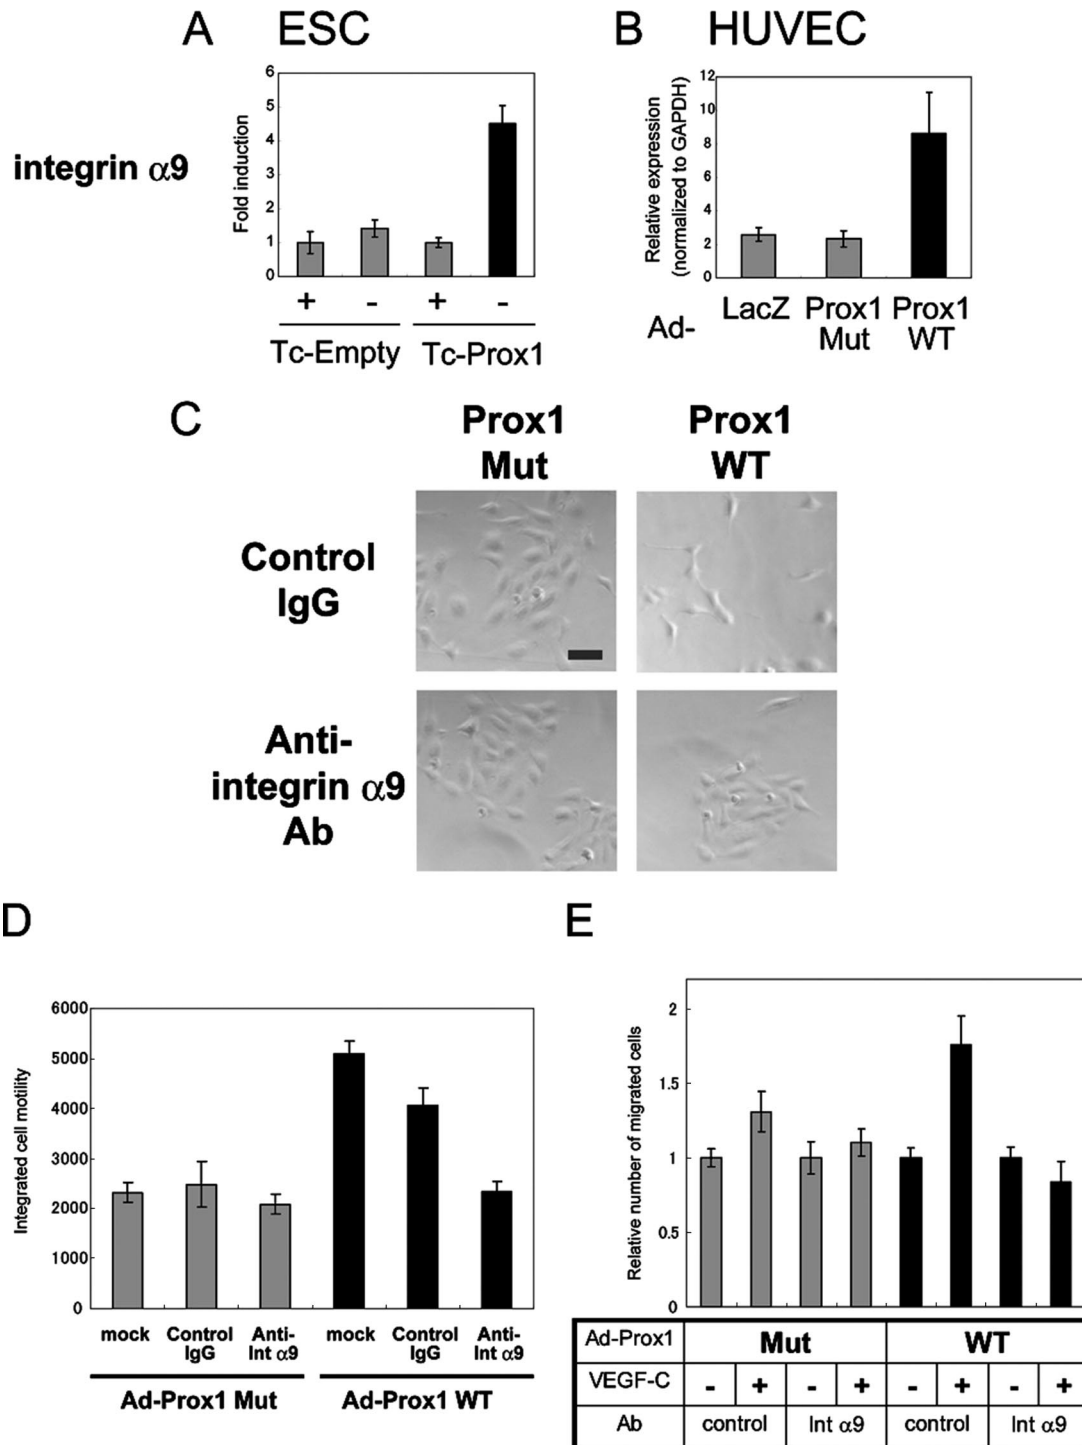 A ESC
B HUVEC
integrin α9
Fold induction
6
5
4
3
2
1
0
+ - + -
Tc-Empty Tc-Prox1
Relative expression
(normalized to GAPDH)
12
10
8
6
4
2
0
Ad-
LacZ Prox1 Prox1
Mut WT
C
Prox1 Prox1
Mut WT
Control
IgG
Anti-
integrin α9
Ab
D
Integrated cell motility
6000
5000
4000
3000
2000
1000
0
mock Control Anti- mock Control Anti-
IgG Int α9 IgG Int α9
Ad-Prox1 Mut Ad-Prox1 WT
E
Relative number of migrated cells
2
1.5
1
0.5
0
Ad-Prox1 Mut WT
VEGF-C - + - + - + - +
Ab control Int α9 control Int α9